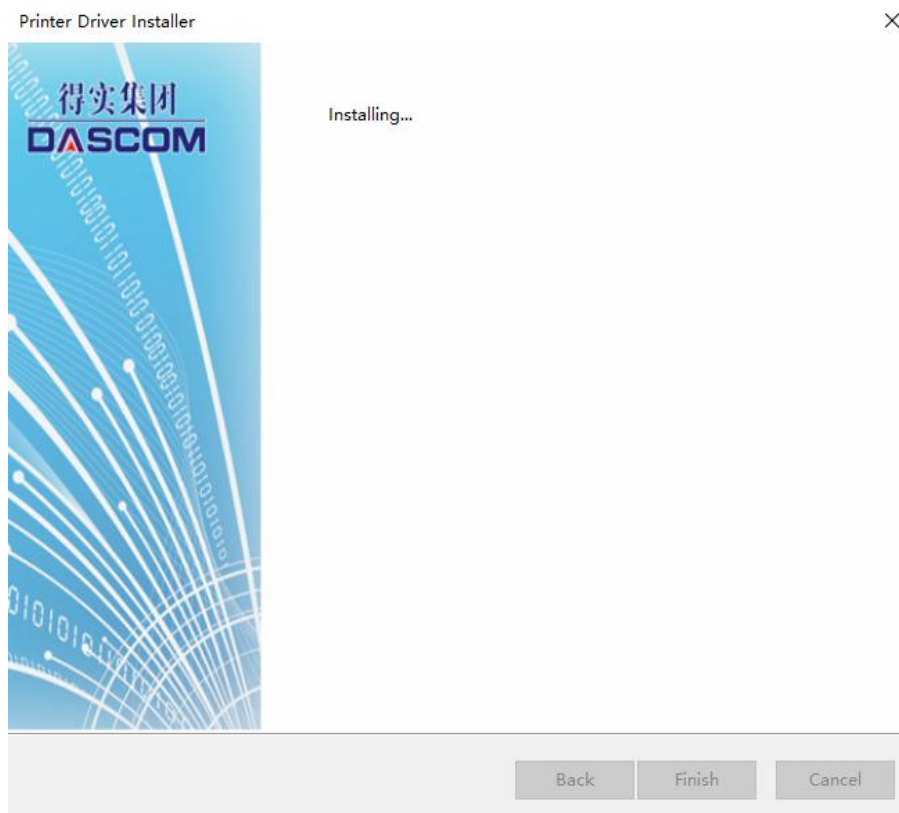 Printer Driver Installer
得实集团
DASCOM
Installing...
Back
Finish
Cancel